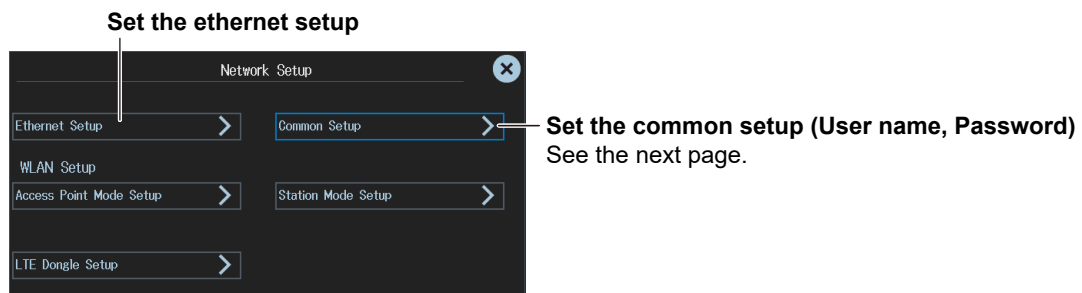 Set the ethernet setup
Network Setup
Ethernet Setup
Common Setup
Set the common setup (User name, Password)
See the next page.
WLAN Setup
Access Point Mode Setup
Station Mode Setup
LTE Dongle Setup